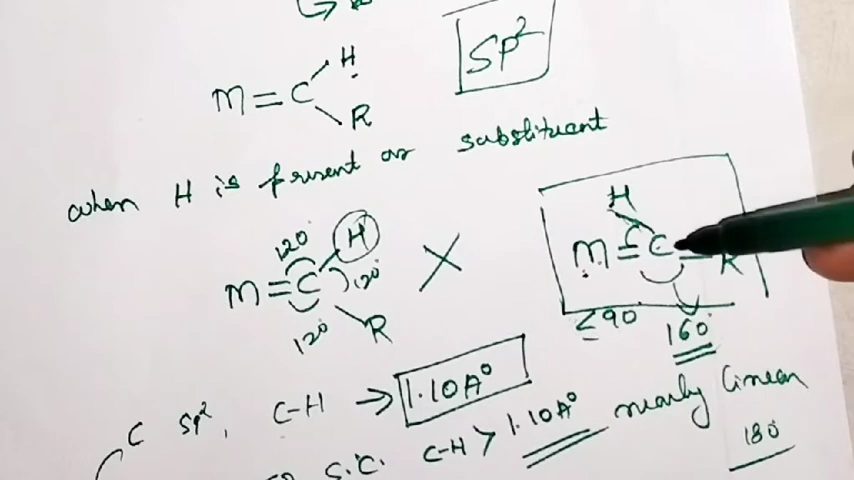 SP²
H
M=C
R
when H is present as substituent
120° H
M=C 120°
120° R
H
M=C-R
≤90° 160°
C-H → 1.10A°
C SP², nearly linear
S.C. C-H > 1.10A° 180°